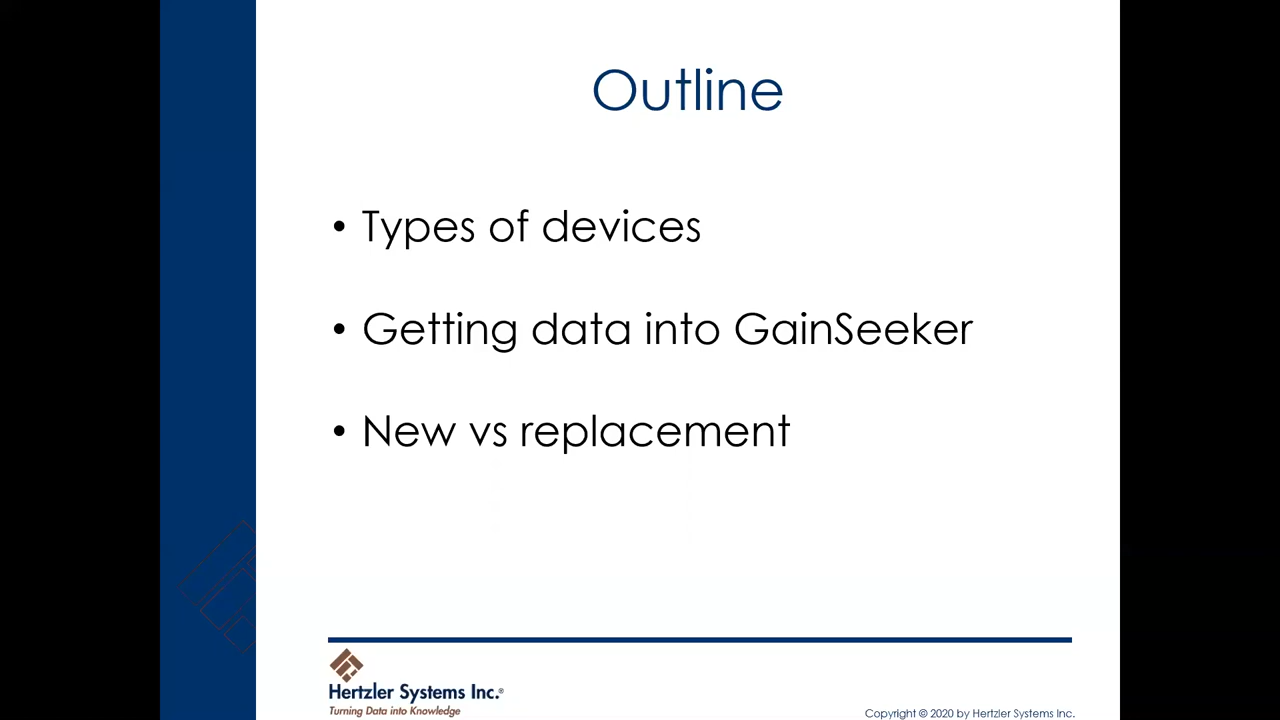 Outline
• Types of devices
• Getting data into GainSeeker
• New vs replacement
Hertzler Systems Inc.®
Turning Data into Knowledge
Copyright © 2020 by Hertzler Systems Inc.